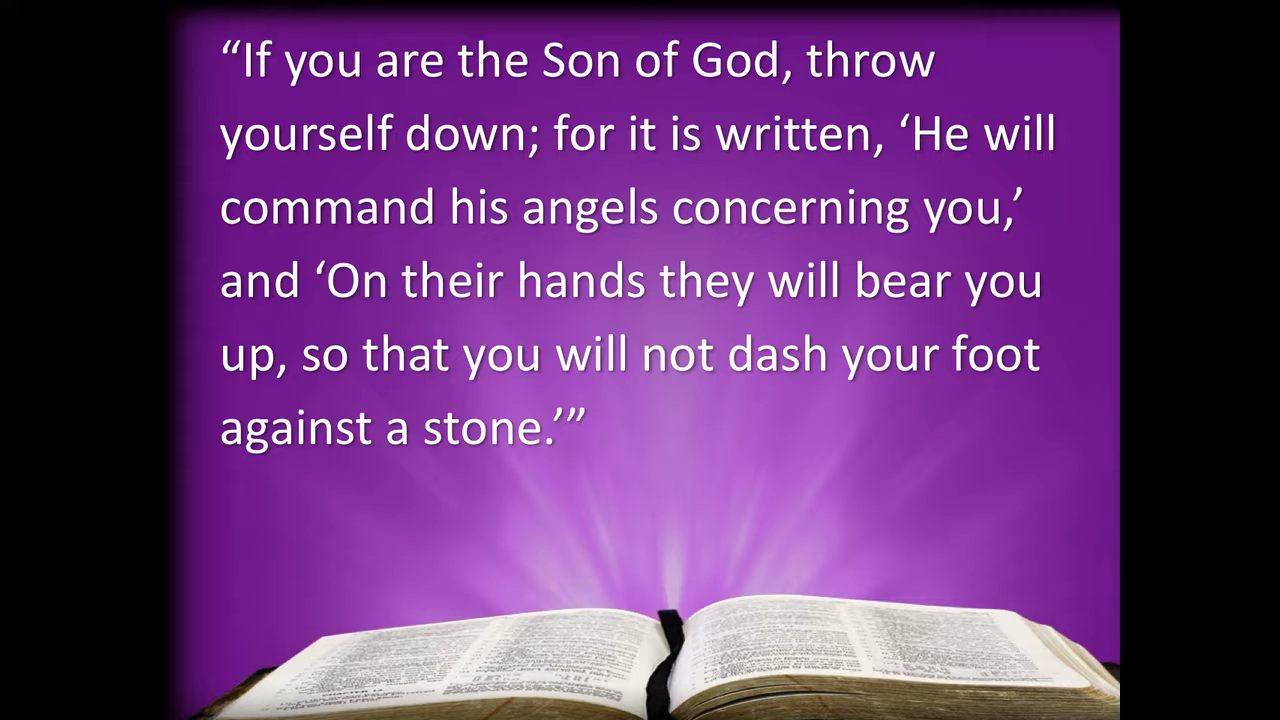 “If you are the Son of God, throw
yourself down; for it is written, ‘He will
command his angels concerning you,’
and ‘On their hands they will bear you
up, so that you will not dash your foot
against a stone.’”